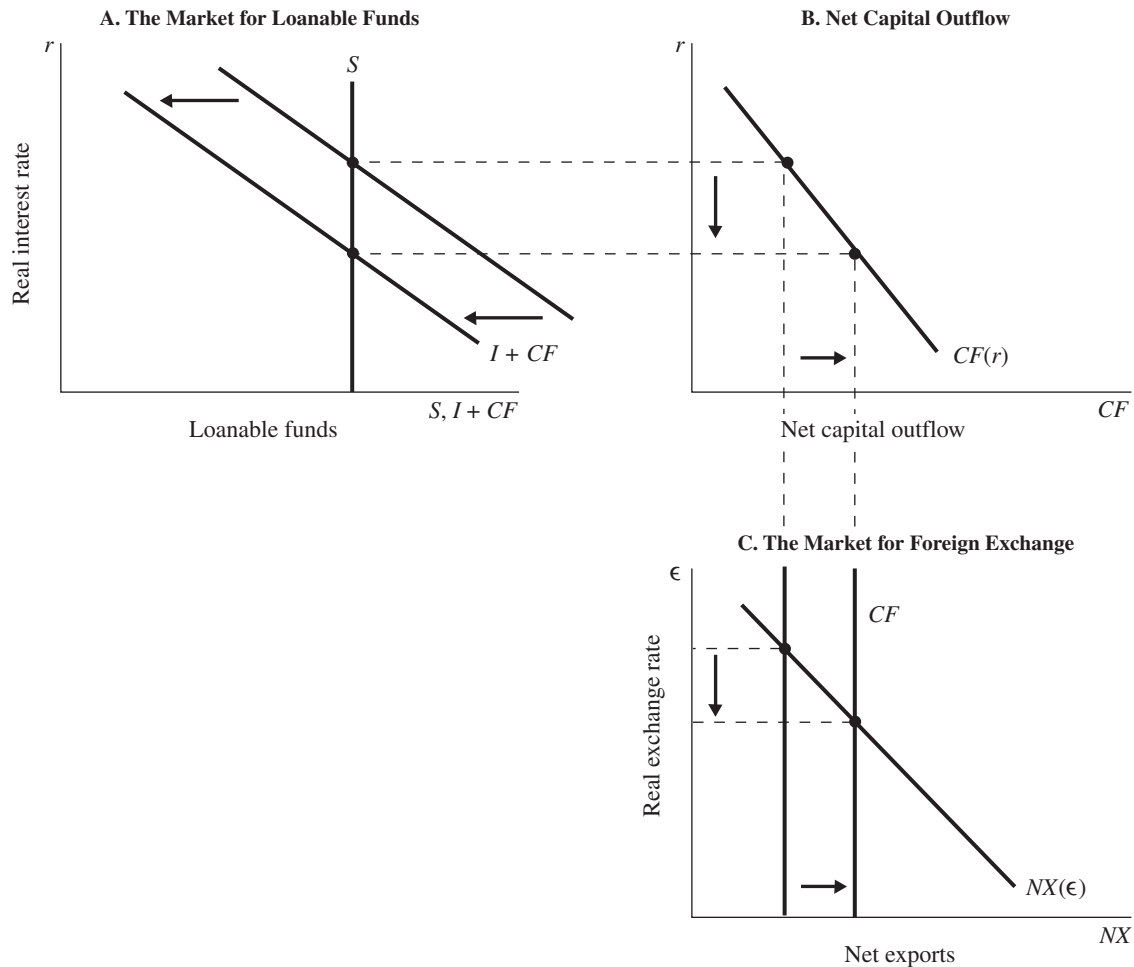 A. The Market for Loanable Funds
r
Real interest rate
S
I + CF
S, I + CF
Loanable funds
B. Net Capital Outflow
r
CF(r)
CF
Net capital outflow
C. The Market for Foreign Exchange
ϵ
Real exchange rate
CF
NX(ϵ)
NX
Net exports